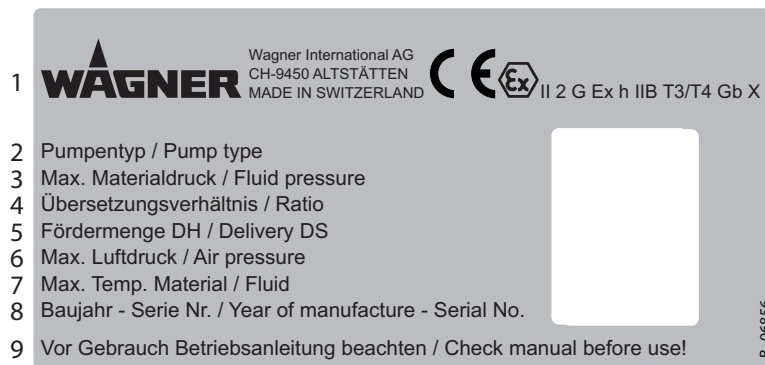 1 WAGNER Wagner International AG
CH-9450 ALTSTÄTTEN
MADE IN SWITZERLAND CE Ex II 2 G Ex h IIB T3/T4 Gb X
2 Pumpentyp / Pump type
3 Max. Materialdruck / Fluid pressure
4 Übersetzungsverhältnis / Ratio
5 Fördermenge DH / Delivery DS
6 Max. Luftdruck / Air pressure
7 Max. Temp. Material / Fluid
8 Baujahr - Serie Nr. / Year of manufacture - Serial No.
9 Vor Gebrauch Betriebsanleitung beachten / Check manual before use!